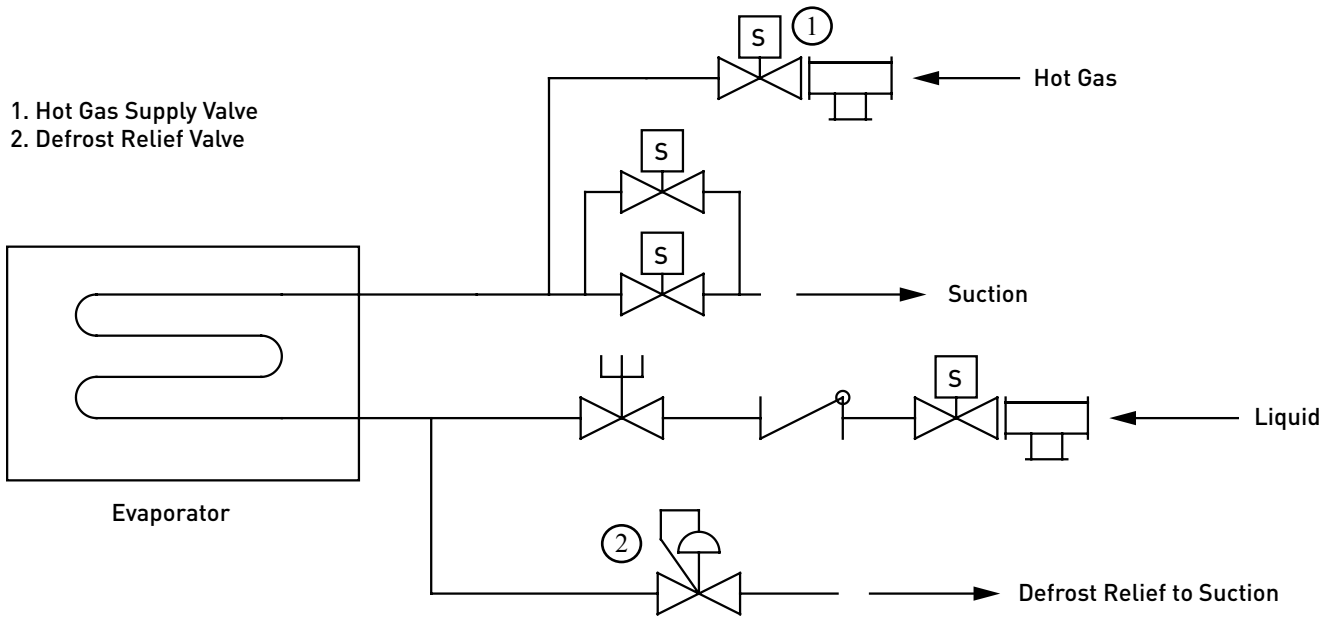 S
1
Hot Gas
1. Hot Gas Supply Valve
2. Defrost Relief Valve
S
S
Suction
S
Liquid
Evaporator
2
Defrost Relief to Suction